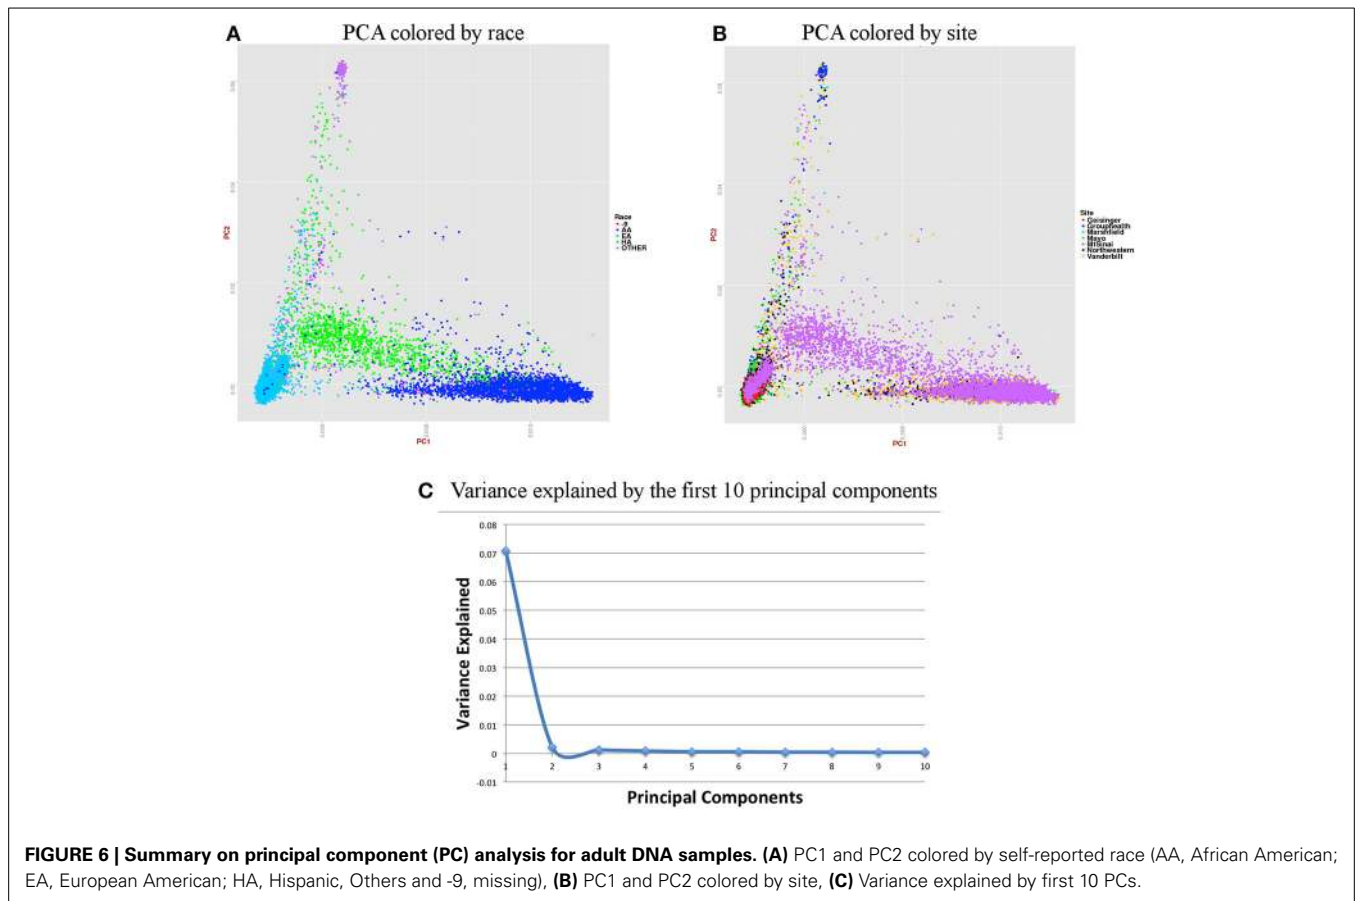 A PCA colored by race
B PCA colored by site
PC2
PC1
Race
-9
AA
EA
HA
OTHER
PC2
PC1
Site
Geisinger
Grouphealth
Marshfield
Mayo
MtSinai
Northwestern
Vanderbilt
C Variance explained by the first 10 principal components
Variance Explained
0.08
0.07
0.06
0.05
0.04
0.03
0.02
0.01
0
-0.01
1 2 3 4 5 6 7 8 9 10
Principal Components
FIGURE 6 | Summary on principal component (PC) analysis for adult DNA samples. (A) PC1 and PC2 colored by self-reported race (AA, African American;
EA, European American; HA, Hispanic, Others and -9, missing), (B) PC1 and PC2 colored by site, (C) Variance explained by first 10 PCs.